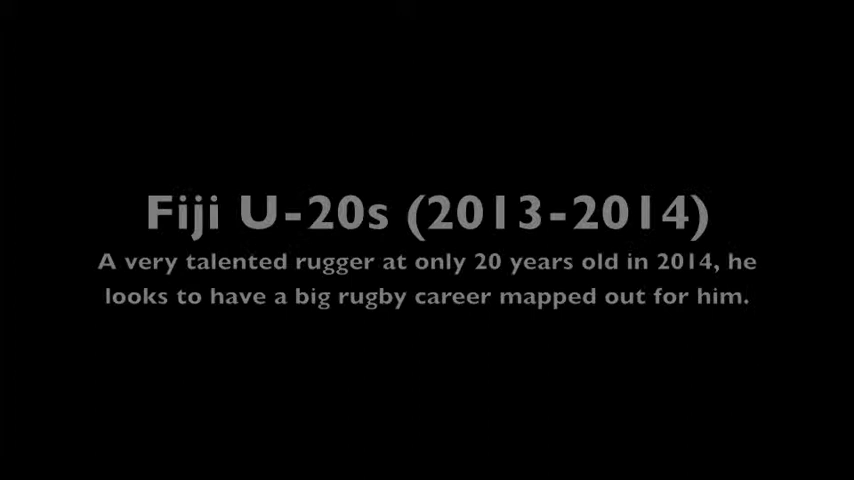 Fiji U-20s (2013-2014)
A very talented rugger at only 20 years old in 2014, he
looks to have a big rugby career mapped out for him.